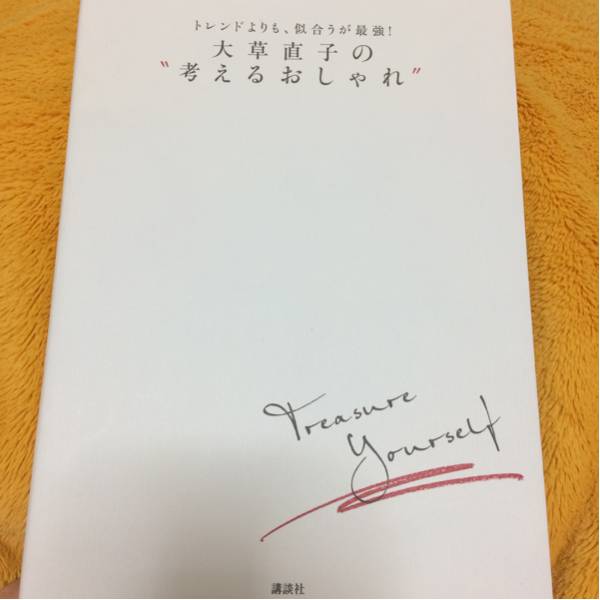 トレンドよりも、似合うが最強!
大草直子の
〝考えるおしゃれ〟
Treasure
Yourself
講談社